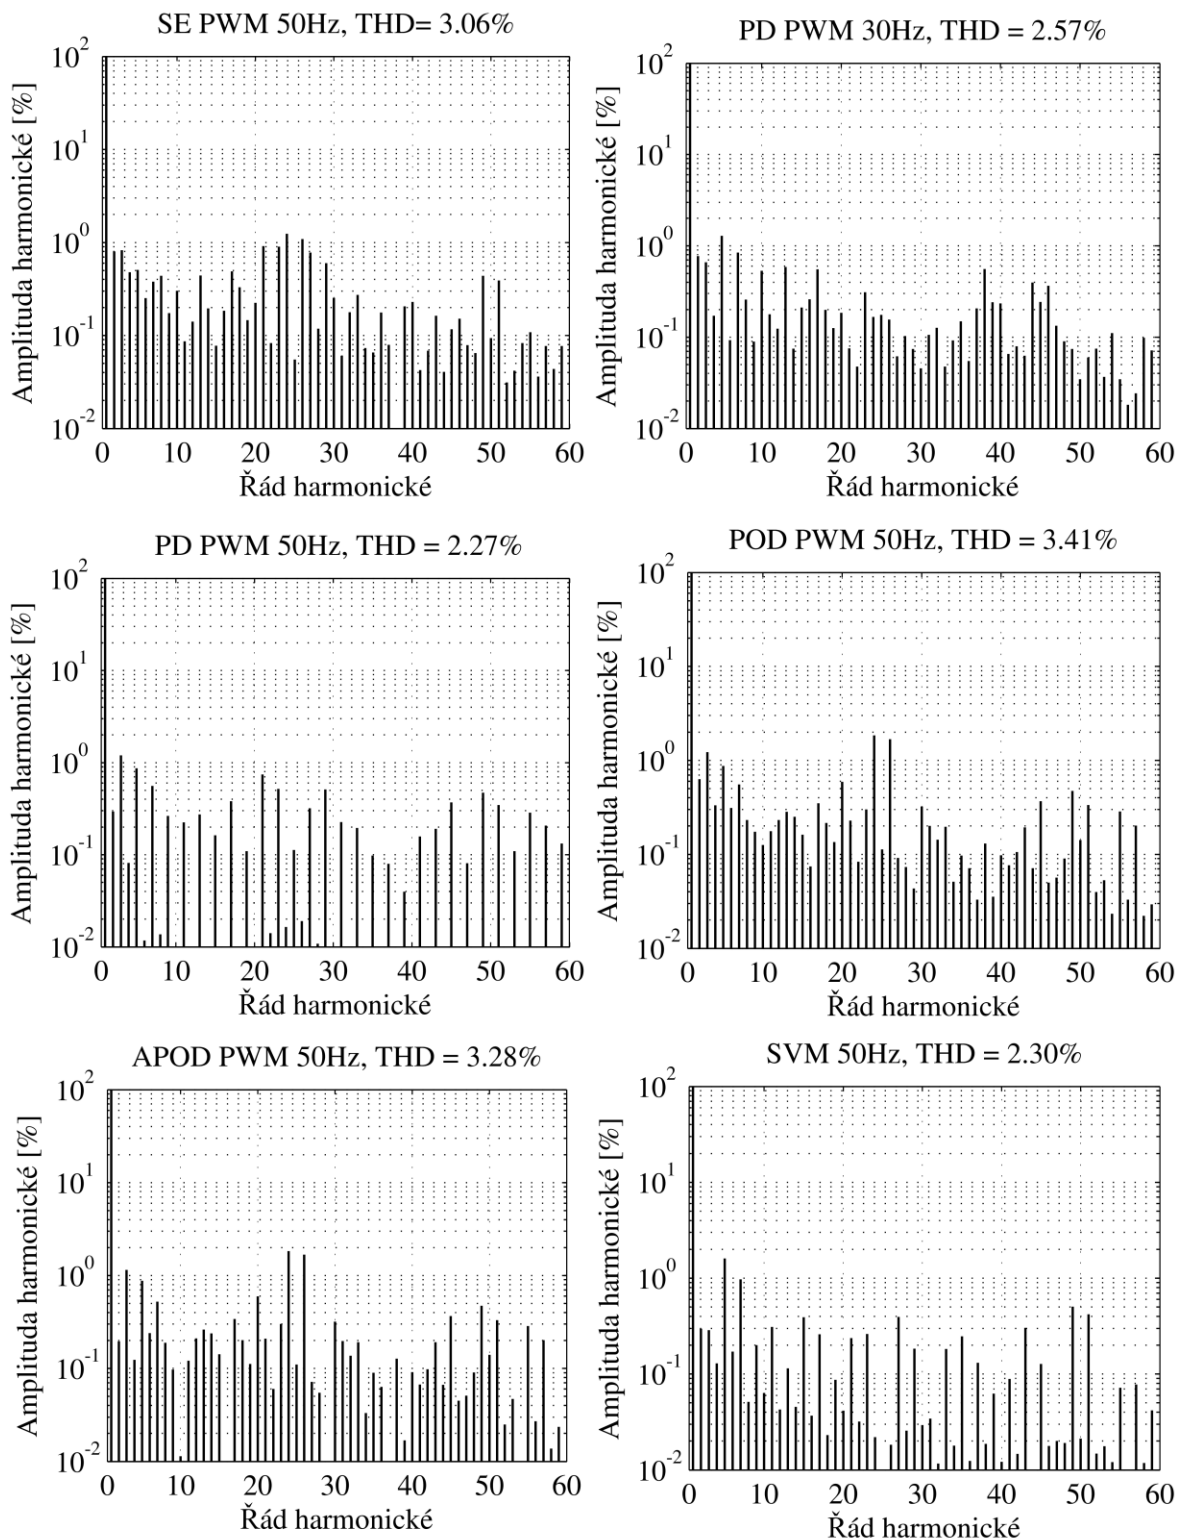 SE PWM 50Hz, THD= 3.06%
Amplituda harmonické [%]
10^2
10^1
10^0
10^-1
10^-2
0 10 20 30 40 50 60
Řád harmonické
PD PWM 30Hz, THD = 2.57%
Amplituda harmonické [%]
10^2
10^1
10^0
10^-1
10^-2
0 10 20 30 40 50 60
Řád harmonické
PD PWM 50Hz, THD = 2.27%
Amplituda harmonické [%]
10^2
10^1
10^0
10^-1
10^-2
0 10 20 30 40 50 60
Řád harmonické
POD PWM 50Hz, THD = 3.41%
Amplituda harmonické [%]
10^2
10^1
10^0
10^-1
10^-2
0 10 20 30 40 50 60
Řád harmonické
APOD PWM 50Hz, THD = 3.28%
Amplituda harmonické [%]
10^2
10^1
10^0
10^-1
10^-2
0 10 20 30 40 50 60
Řád harmonické
SVM 50Hz, THD = 2.30%
Amplituda harmonické [%]
10^2
10^1
10^0
10^-1
10^-2
0 10 20 30 40 50 60
Řád harmonické